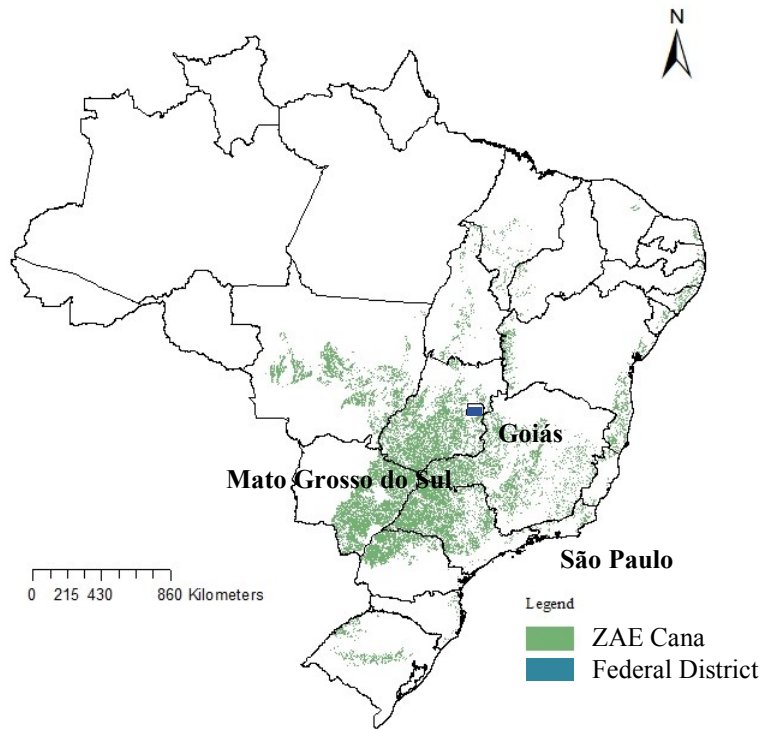 N
Goiás
Mato Grosso do Sul
São Paulo
0 215 430 860 Kilometers
Legend
ZAE Cana
Federal District